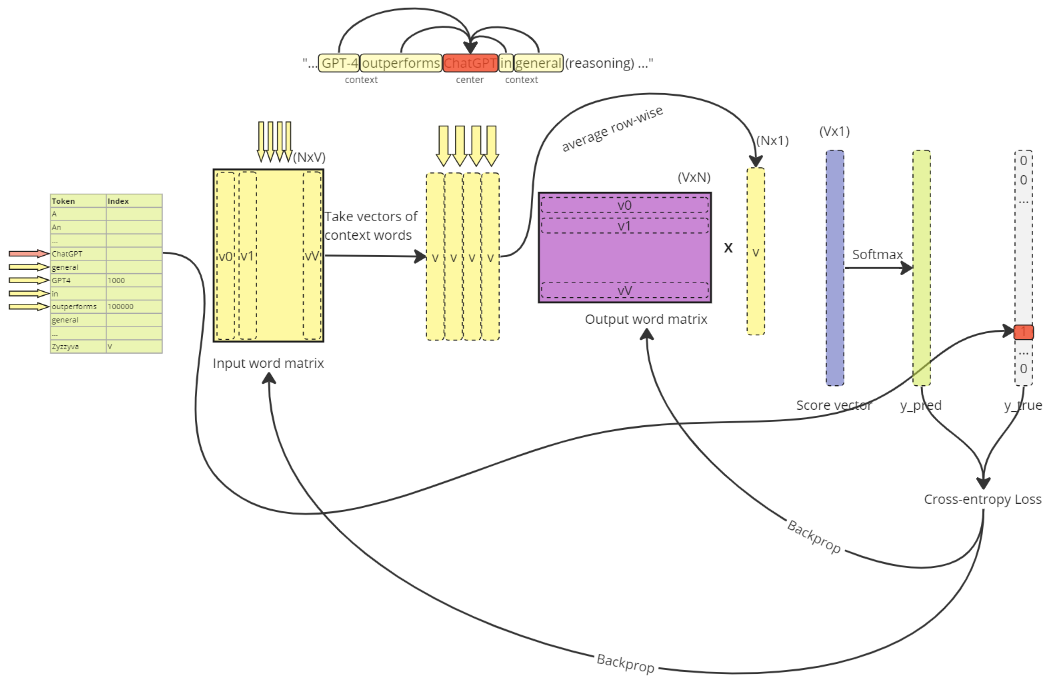 "... GPT-4 outperforms ChatGPT in general (reasoning) ..."
context center context
average row-wise
(NxV)
(Nx1)
(Vx1)
(VxN)
Token Index
A
An
...
ChatGPT
general
GPT4 1000
in
outperforms 100000
general
...
Zyzzyva V
v0 v1 vV
Input word matrix
Take vectors of
context words
v v v v
v0
v1
vV
Output word matrix
x
v
Score vector
Softmax
y_pred
0
0
...
1
...
0
y_true
Cross-entropy Loss
Backprop
Backprop